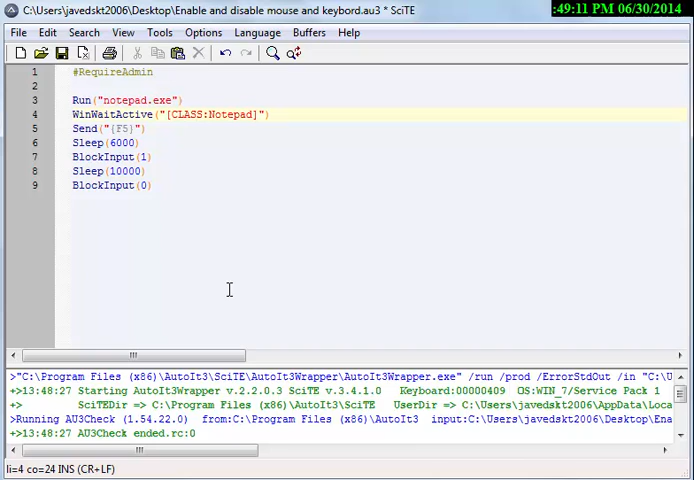 C:\Users\javedskt2006\Desktop\Enable and disable mouse and keybord.au3 * SciTE
:49:11 PM 06/30/2014
File Edit Search View Tools Options Language Buffers Help
1 #RequireAdmin
2
3 Run("notepad.exe")
4 WinWaitActive("[CLASS:Notepad]")
5 Send("{F5}")
6 Sleep(6000)
7 BlockInput(1)
8 Sleep(10000)
9 BlockInput(0)
>"C:\Program Files (x86)\AutoIt3\SciTE\AutoIt3Wrapper\AutoIt3Wrapper.exe" /run /prod /ErrorStdOut /in "C:\U
+>13:48:27 Starting AutoIt3Wrapper v.2.2.0.3 SciTE v.3.4.1.0 Keyboard:00000409 OS:WIN_7/Service Pack 1
+> SciTEDir => C:\Program Files (x86)\AutoIt3\SciTE UserDir => C:\Users\javedskt2006\AppData\Loca
>Running AU3Check (1.54.22.0) from:C:\Program Files (x86)\AutoIt3 input:C:\Users\javedskt2006\Desktop\Ena
+>13:48:27 AU3Check ended.rc:0
li=4 co=24 INS (CR+LF)